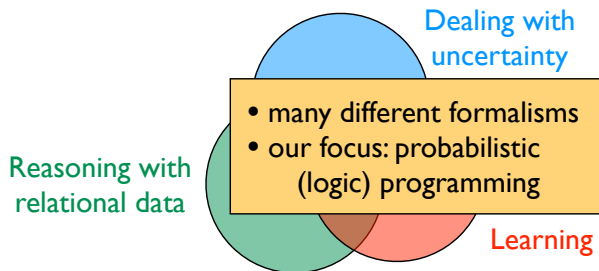 Dealing with
uncertainty
• many different formalisms
• our focus: probabilistic
(logic) programming
Reasoning with
relational data
Learning